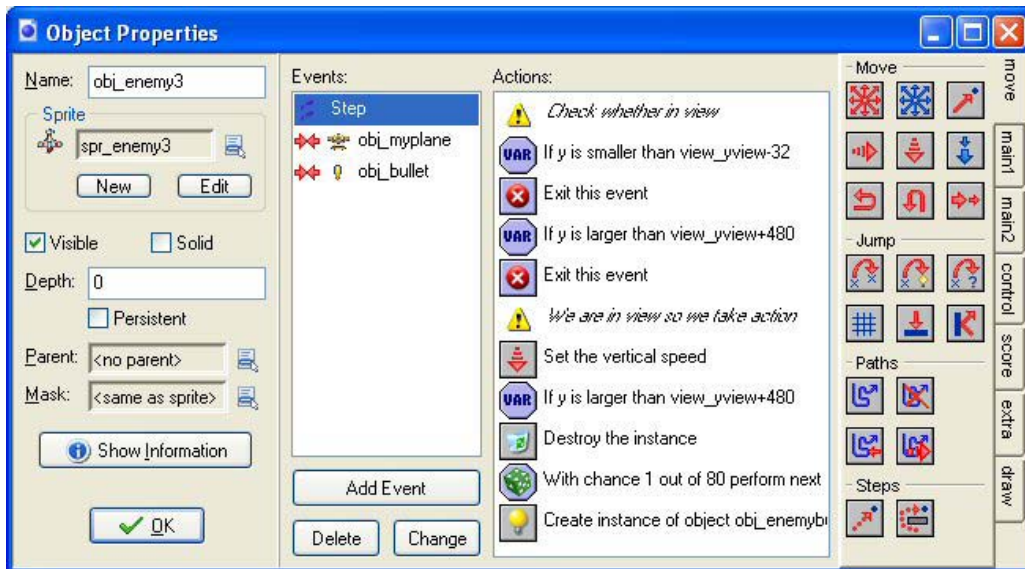 Object Properties
Name: obj_enemy3
Sprite
spr_enemy3
New Edit
Visible Solid
Depth: 0
Persistent
Parent: <no parent>
Mask: <same as sprite>
Show Information
OK
Events:
Step
obj_myplane
obj_bullet
Add Event
Delete Change
Actions:
Check whether in view
VAR If y is smaller than view_yview-32
Exit this event
VAR If y is larger than view_yview+480
Exit this event
We are in view so we take action
Set the vertical speed
VAR If y is larger than view_yview+480
Destroy the instance
With chance 1 out of 80 perform next
Create instance of object obj_enemybu
Move
Jump
Paths
Steps
move
main1
main2
control
score
extra
draw